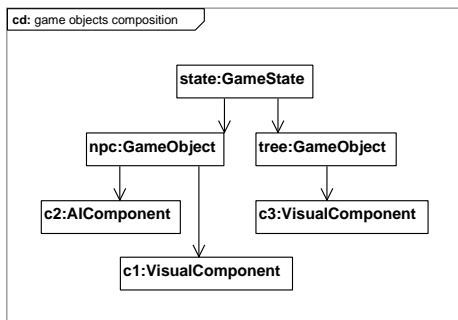 cd: game objects composition
state:GameState
npc:GameObject
tree:GameObject
c2:AIComponent
c3:VisualComponent
c1:VisualComponent